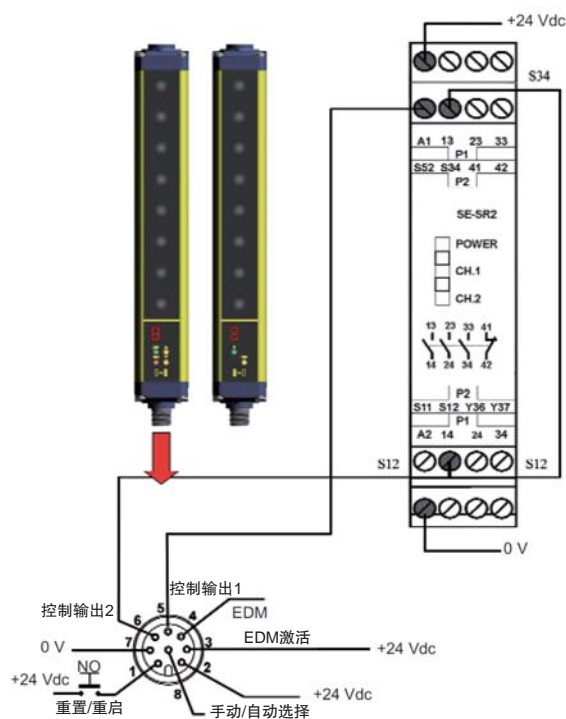 +24 Vdc
S34
A1 13 23 33
P1
S52 S34 41 42
P2
SE-SR2
POWER
CH.1
CH.2
13 23 33 41
14 24 34 42
P2
S11 S12 Y36 Y37
P1
A2 14 24 34
S12
S12
0 V
控制输出1
控制输出2
5
6
4
EDM
7
3
EDM激活
0 V
+24 Vdc
NO
1
2
+24 Vdc
重置/重启
8
手动/自动选择
+24 Vdc